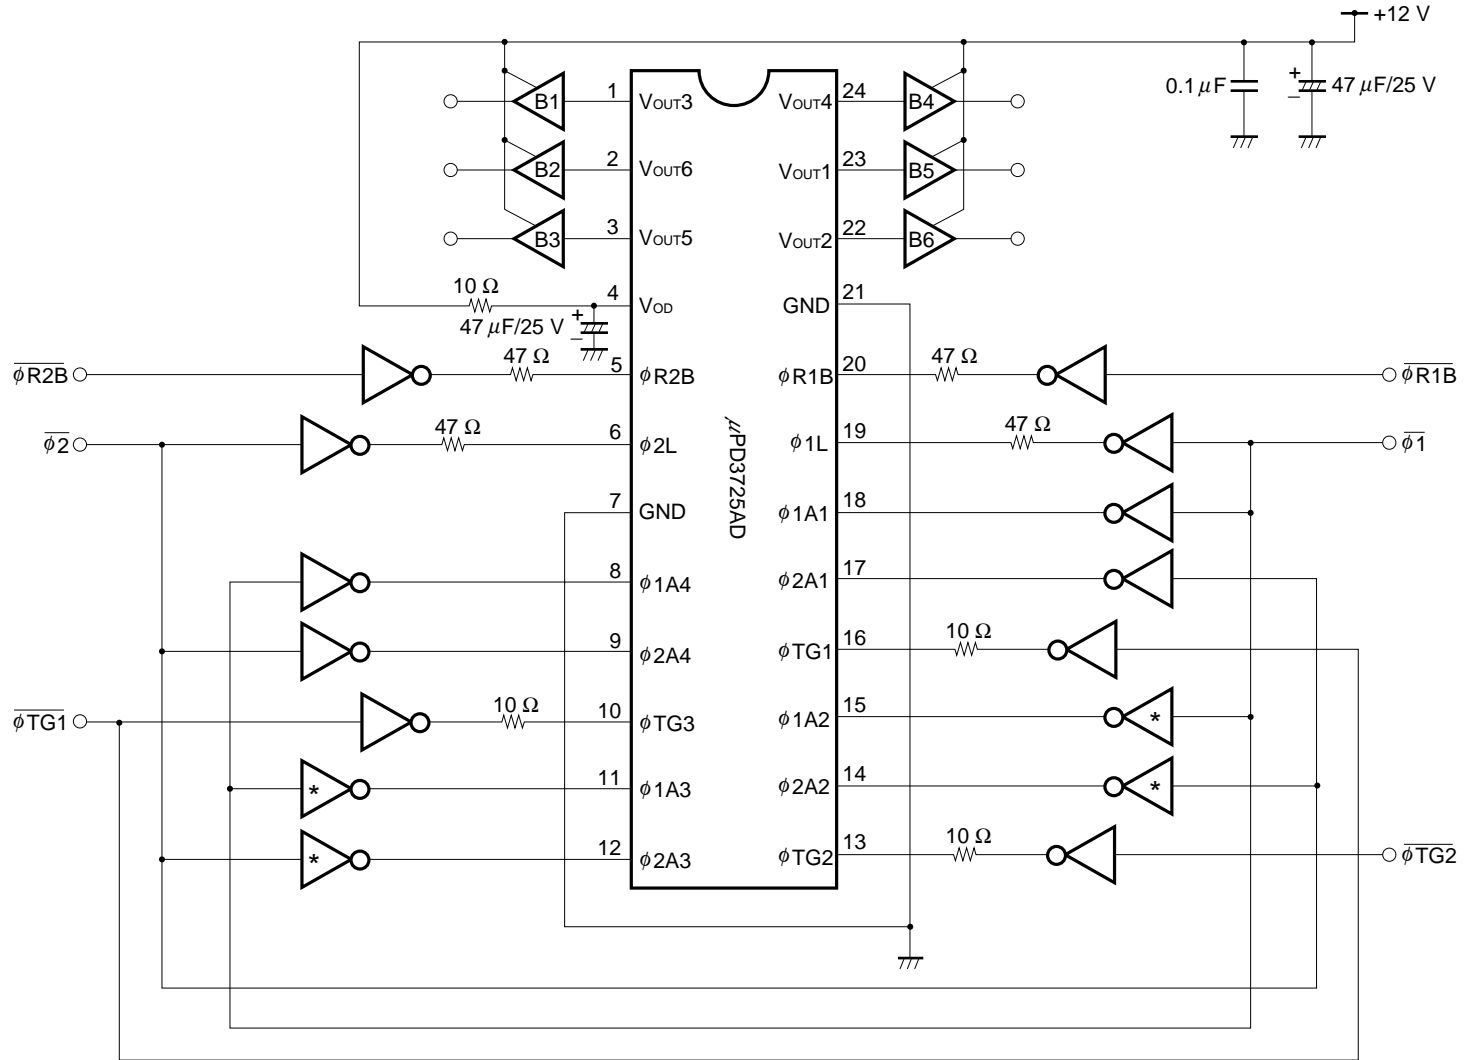 +12 V
0.1 μF
+
−
47 μF/25 V
B1
1
VOUT3
VOUT4
24
B4
B2
2
VOUT6
VOUT1
23
B5
B3
3
VOUT5
VOUT2
22
B6
10 Ω
4
VOD
GND
21
47 μF/25 V
+
−
φR2B
47 Ω
5
φR2B
φR1B
20
47 Ω
φR1B
φ2
47 Ω
6
φ2L
φ1L
19
47 Ω
φ1
μPD3725AD
7
GND
φ1A1
18
8
φ1A4
φ2A1
17
9
φ2A4
φTG1
16
10 Ω
φTG1
10 Ω
10
φTG3
φ1A2
15
*
*
11
φ1A3
φ2A2
14
*
*
12
φ2A3
φTG2
13
10 Ω
φTG2